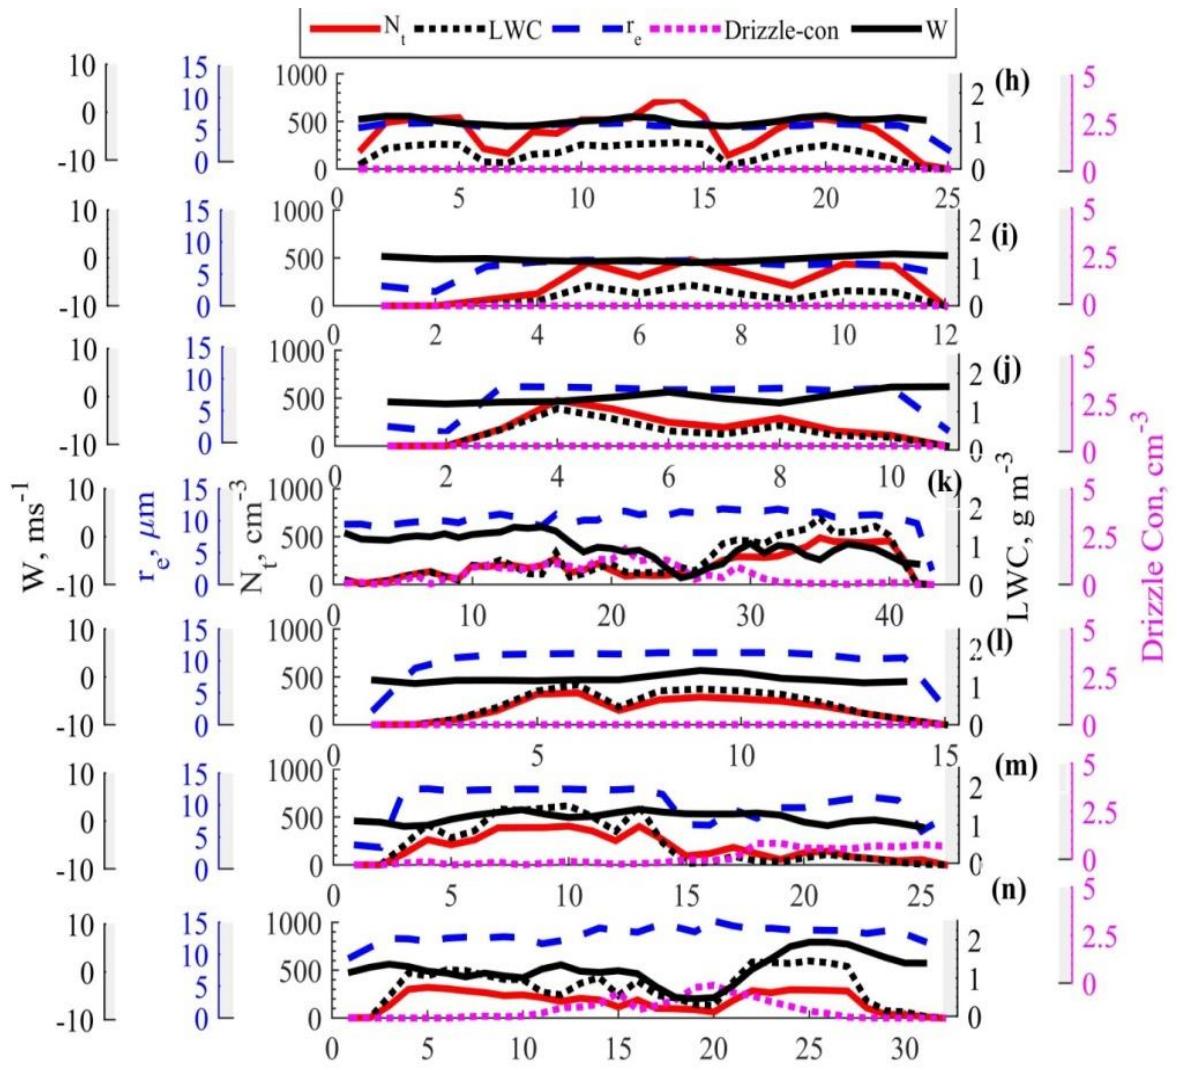 N_t LWC r_e Drizzle-con W
10 15 1000 2 (h) 5
0 10 500 1 2.5
-10 5 0 0 0
0
0 5 10 15 20 25
10 15 1000 2 (i) 5
0 10 500 1 2.5
-10 5 0 0 0
0
0 2 4 6 8 10 12
10 15 1000 2 (j) 5
0 10 500 1 2.5
-10 5 0 0 0
0
0 2 4 6 8 10
10 15 1000 2 (k) 5
0 10 500 1 2.5
-10 5 0 0 0
0
0 10 20 30 40
W, ms^-1
r_e, μm
N_t, cm^-3
LWC, g m^-3
Drizzle Con, cm^-3
10 15 1000 2 (l) 5
0 10 500 1 2.5
-10 5 0 0 0
0
0 5 10 15
10 15 1000 2 (m) 5
0 10 500 1 2.5
-10 5 0 0 0
0
0 5 10 15 20 25
10 15 1000 2 (n) 5
0 10 500 1 2.5
-10 5 0 0 0
0
0 5 10 15 20 25 30